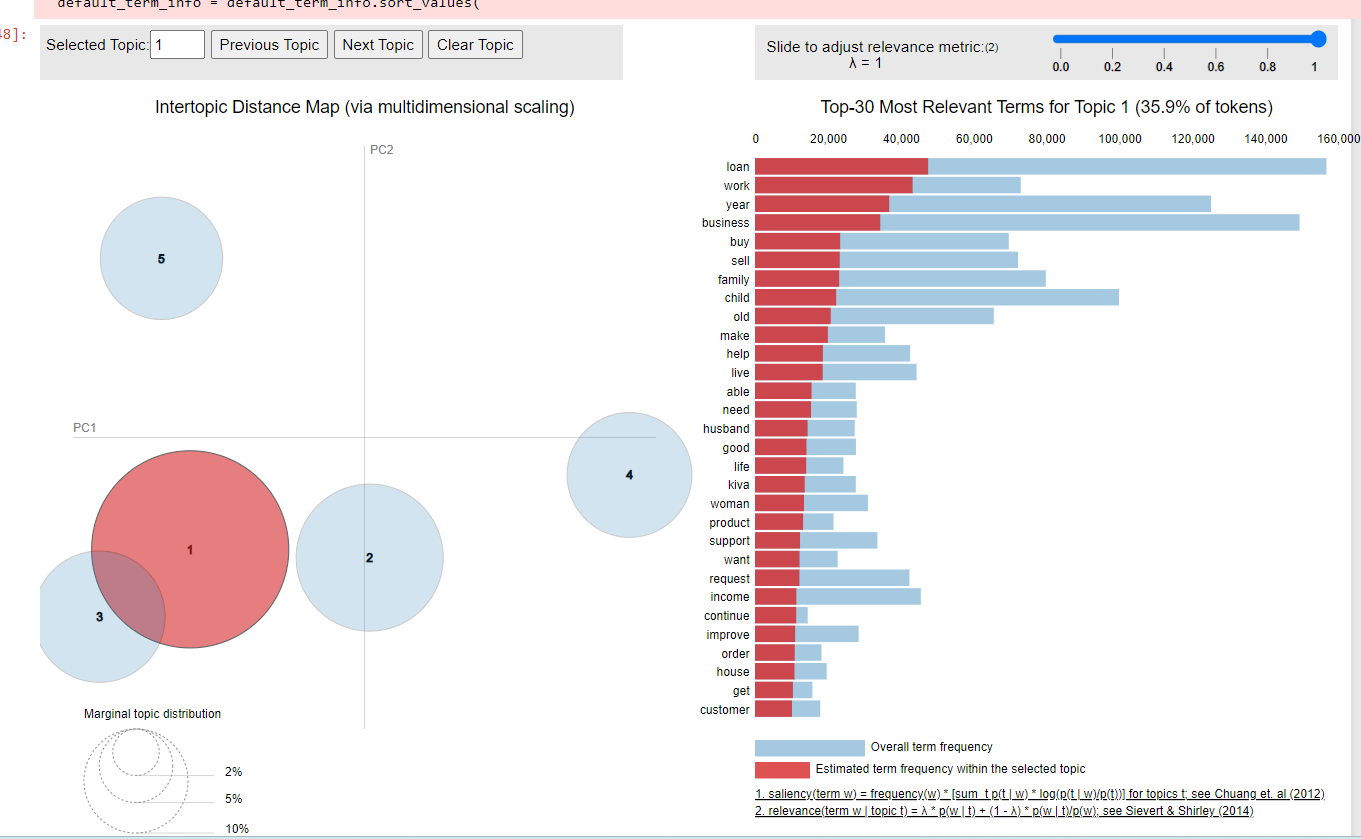 default_term_info = default_term_info.sort_values(
48]:
Selected Topic: 1 Previous Topic Next Topic Clear Topic
Slide to adjust relevance metric:(2)
λ = 1
0.0 0.2 0.4 0.6 0.8 1
Intertopic Distance Map (via multidimensional scaling)
PC2
PC1
5
4
1
2
3
Marginal topic distribution
2%
5%
10%
Top-30 Most Relevant Terms for Topic 1 (35.9% of tokens)
0 20,000 40,000 60,000 80,000 100,000 120,000 140,000 160,000
loan
work
year
business
buy
sell
family
child
old
make
help
live
able
need
husband
good
life
kiva
woman
product
support
want
request
income
continue
improve
order
house
get
customer
Overall term frequency
Estimated term frequency within the selected topic
1. saliency(term w) = frequency(w) * [sum_t p(t | w) * log(p(t | w)/p(t))] for topics t; see Chuang et. al (2012)
2. relevance(term w | topic t) = λ * p(w | t) + (1 - λ) * p(w | t)/p(w); see Sievert & Shirley (2014)